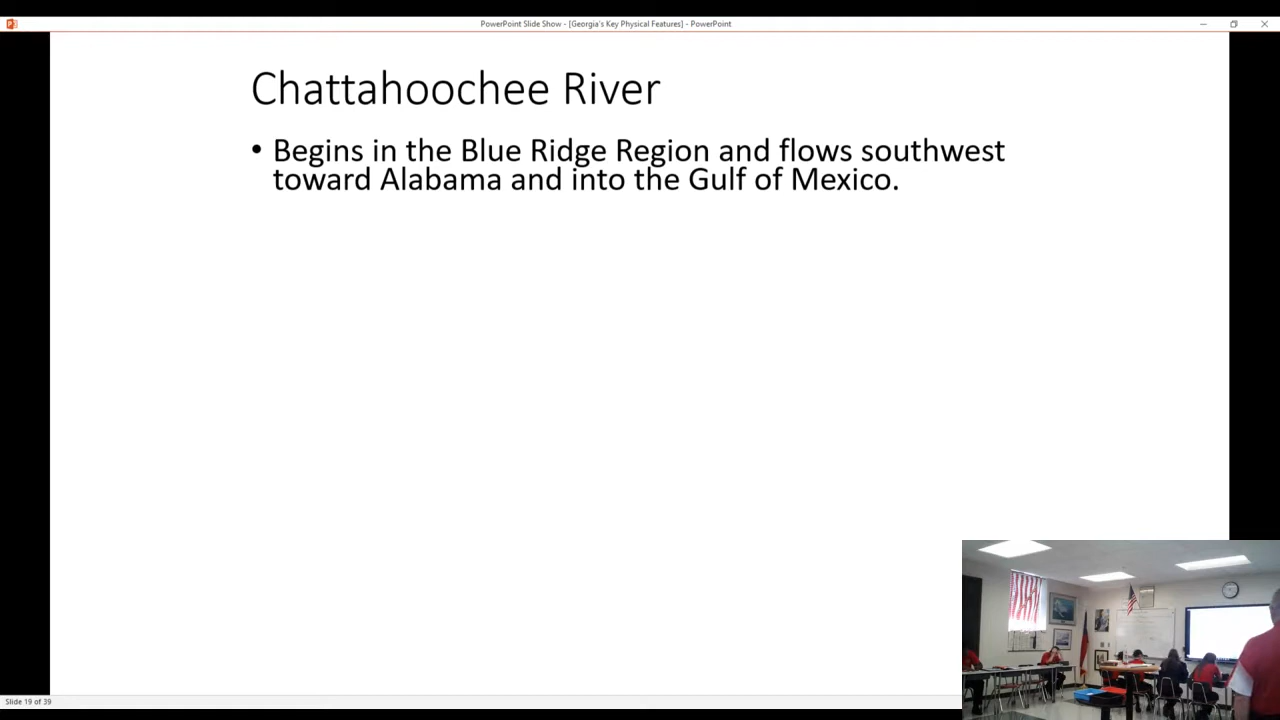 PowerPoint Slide Show - [Georgia's Key Physical Features] - PowerPoint
Chattahoochee River
• Begins in the Blue Ridge Region and flows southwest
toward Alabama and into the Gulf of Mexico.
Slide 19 of 39